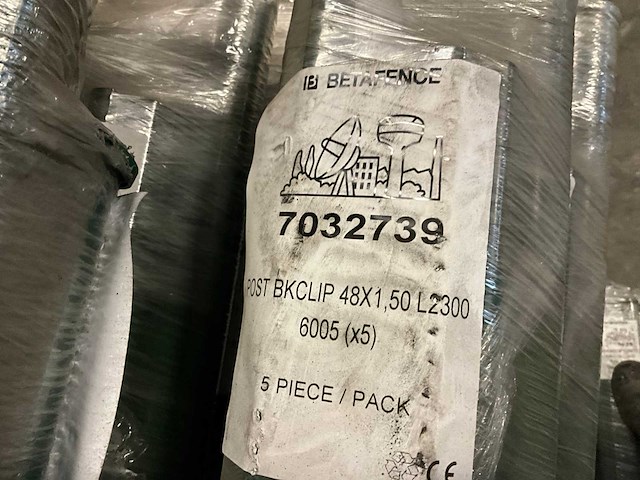 BETAFENCE
7032739
POST BKCLIP 48X1,50 L2300
6005 (x5)
5 PIECE / PACK
CE